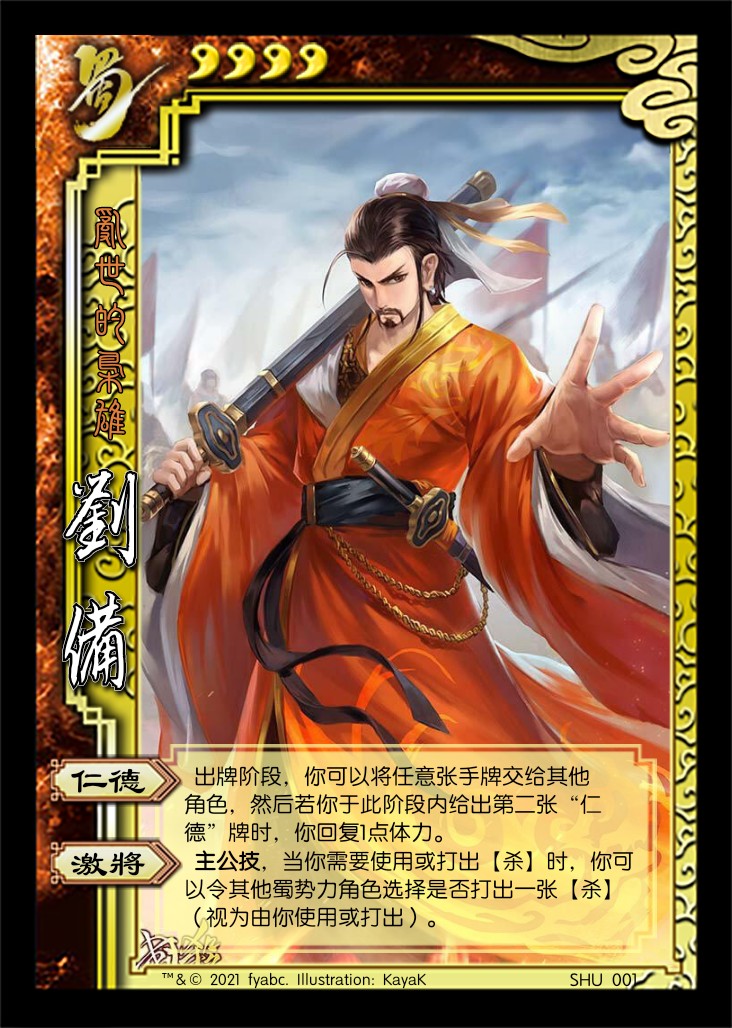 蜀
亂世的梟雄
劉備
仁德
出牌阶段，你可以将任意张手牌交给其他
角色，然后若你于此阶段内给出第二张“仁
德”牌时，你回复1点体力。
激將
主公技，当你需要使用或打出【杀】时，你可
以令其他蜀势力角色选择是否打出一张【杀】
（视为由你使用或打出）。
™&© 2021 fyabc. Illustration: KayaK
SHU 001